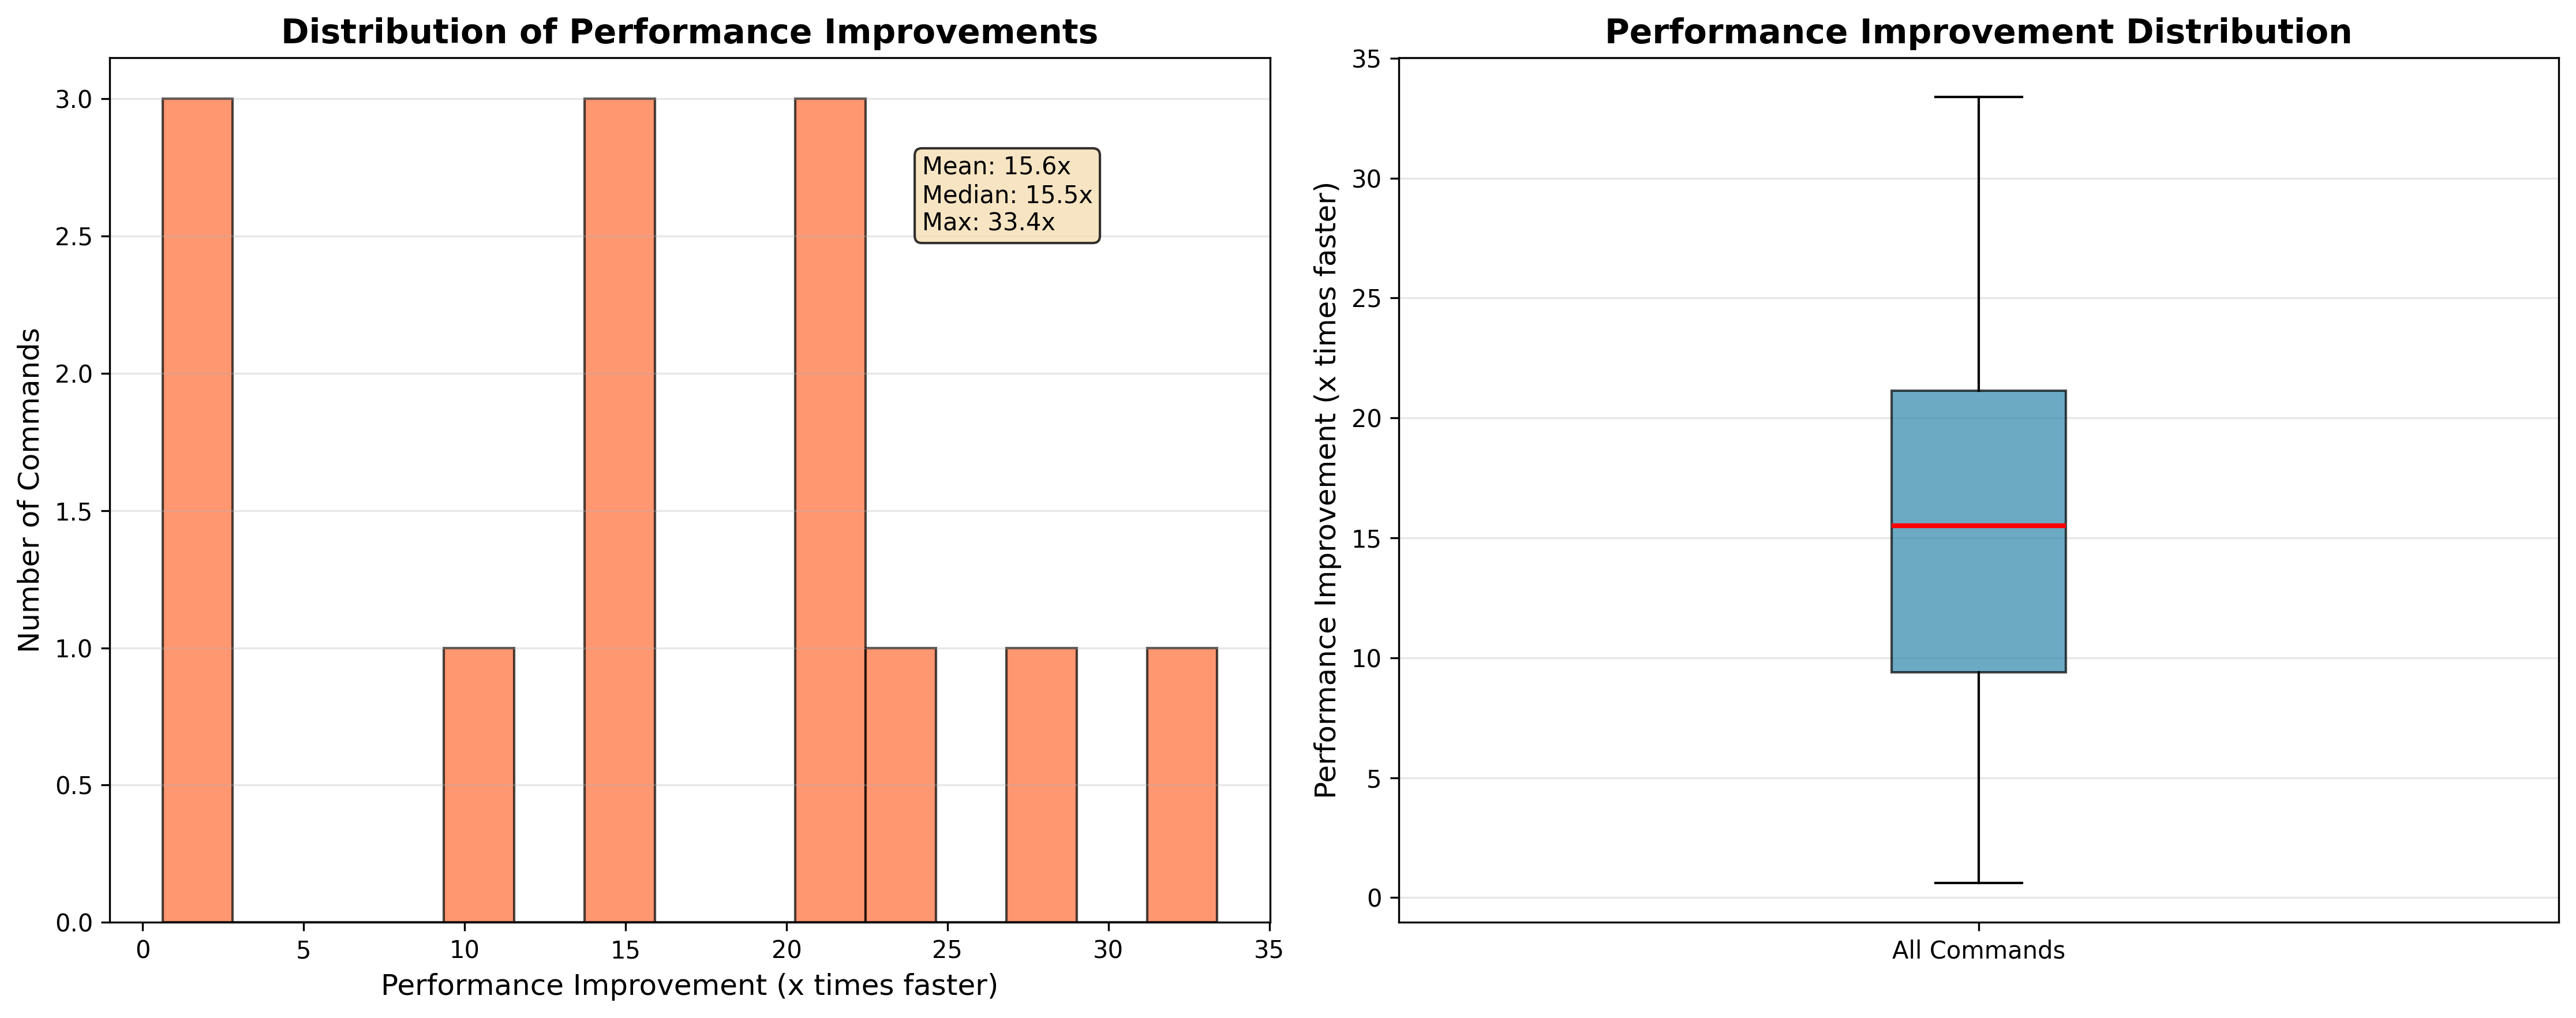 Distribution of Performance Improvements
3.0
2.5
2.0
1.5
1.0
0.5
0.0
Number of Commands
Mean: 15.6x
Median: 15.5x
Max: 33.4x
0 5 10 15 20 25 30 35
Performance Improvement (x times faster)
Performance Improvement Distribution
35
30
25
20
15
10
5
0
Performance Improvement (x times faster)
All Commands